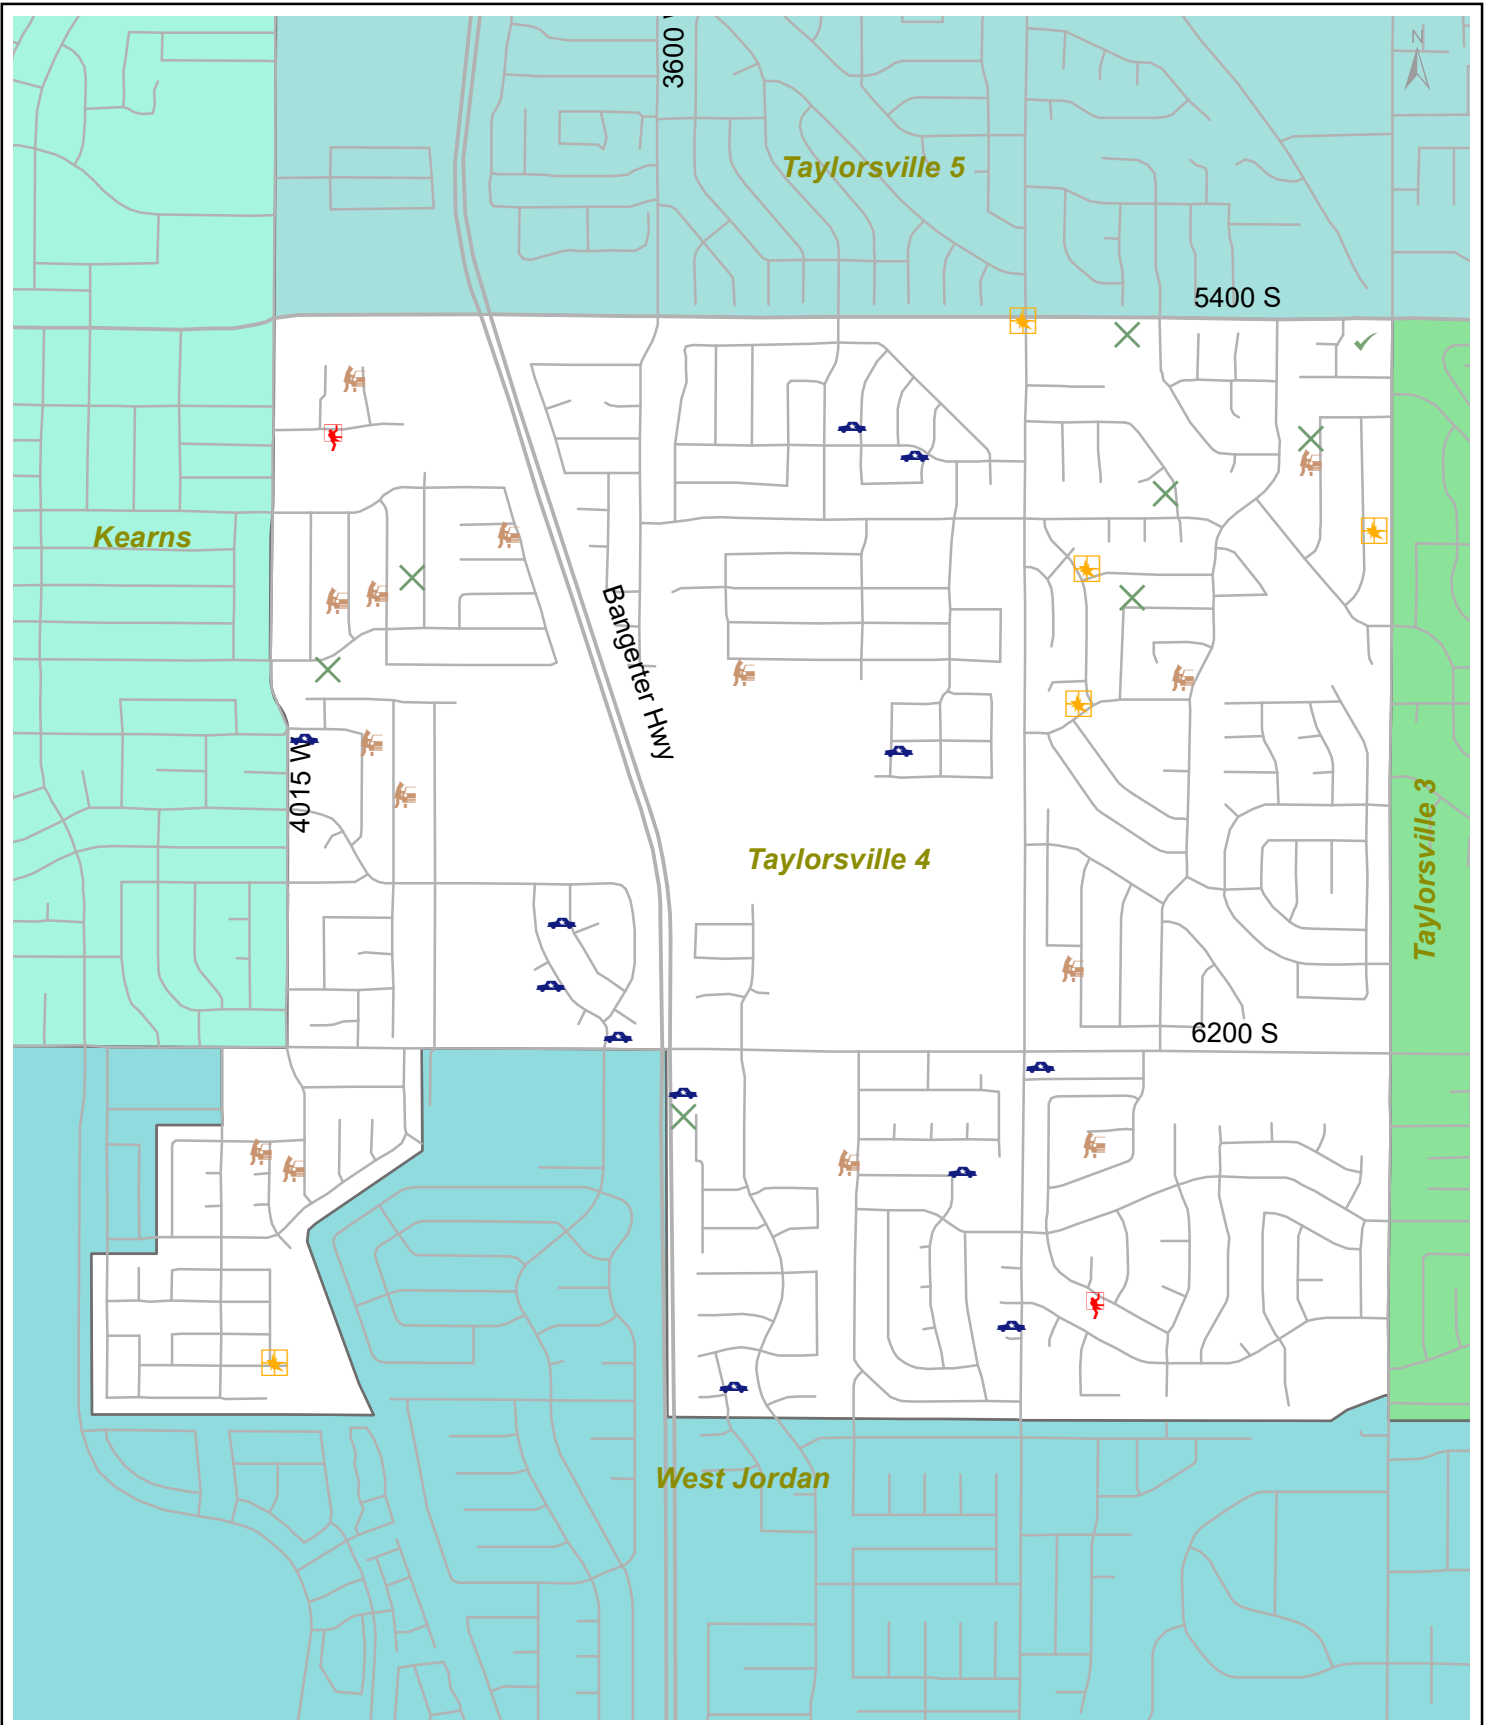 3600
N
Taylorsville 5
5400 S
Kearns
Bangerter Hwy
4015 W
Taylorsville 4
Taylorsville 3
6200 S
West Jordan